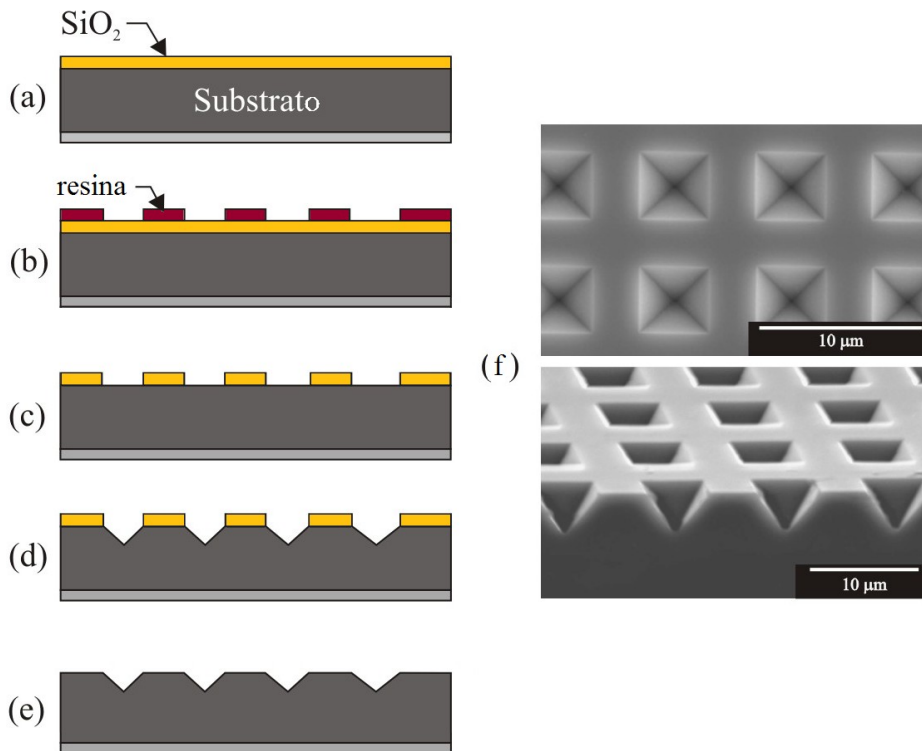 SiO₂
(a)
Substrato
resina
(b)
(c)
(d)
(e)
(f)
10 µm
10 µm